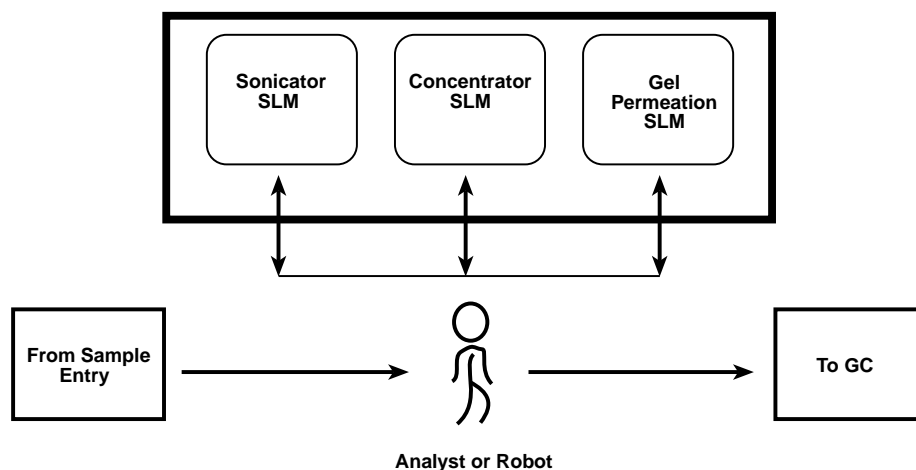 Sonicator
SLM
Concentrator
SLM
Gel
Permeation
SLM
From Sample
Entry
To GC
Analyst or Robot